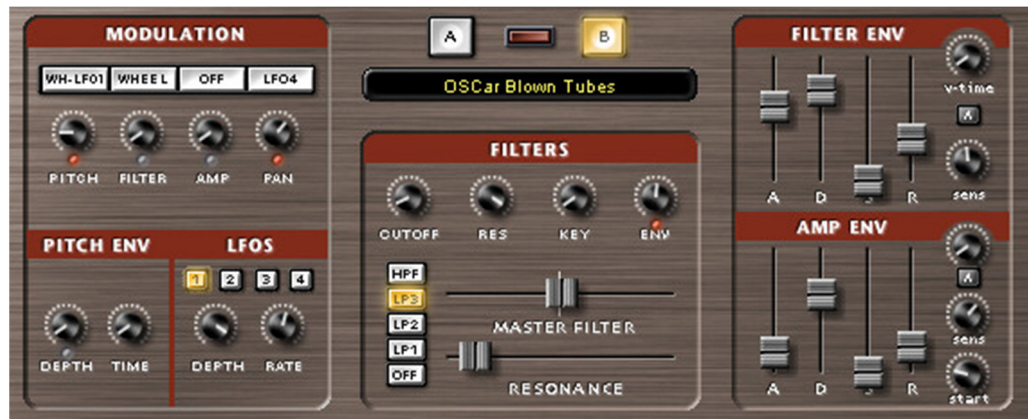 MODULATION
WH-LFO1 WHEEL OFF LFO4
PITCH FILTER AMP PAN
PITCH ENV LFOS
1 2 3 4
DEPTH TIME DEPTH RATE
A B
OSCar Blown Tubes
FILTERS
CUTOFF RES KEY ENV
HPF
LP3
LP2
LP1
OFF
MASTER FILTER
RESONANCE
FILTER ENV
v-time
A
sens
A D S R
AMP ENV
A
sens
A D S R
start